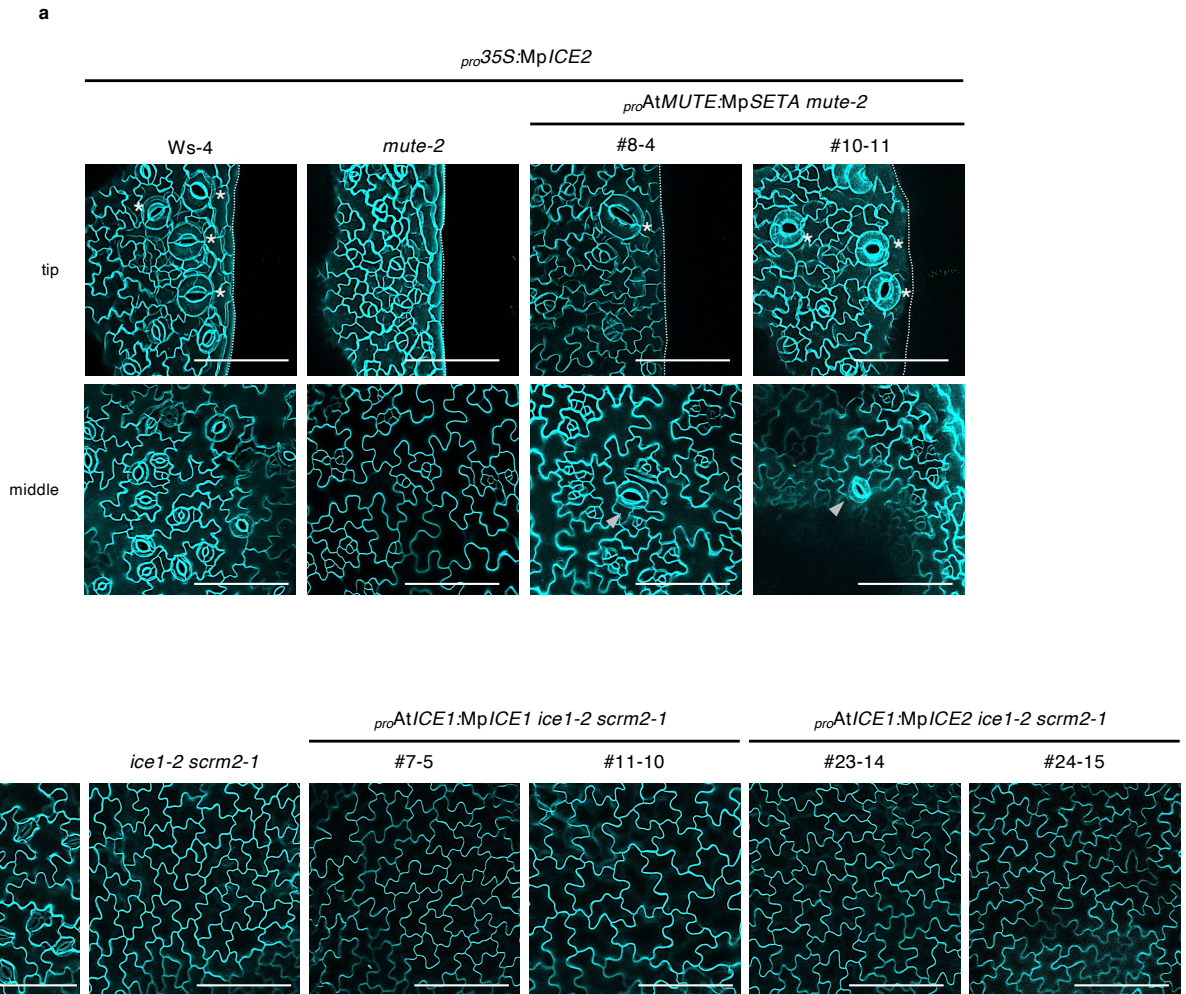 a
pro35S:MpICE2
proAtMUTE:MpSETA mute-2
Ws-4 mute-2 #8-4 #10-11
tip
middle
proAtICE1:MpICE1 ice1-2 scrm2-1 proAtICE1:MpICE2 ice1-2 scrm2-1
ice1-2 scrm2-1 #7-5 #11-10 #23-14 #24-15